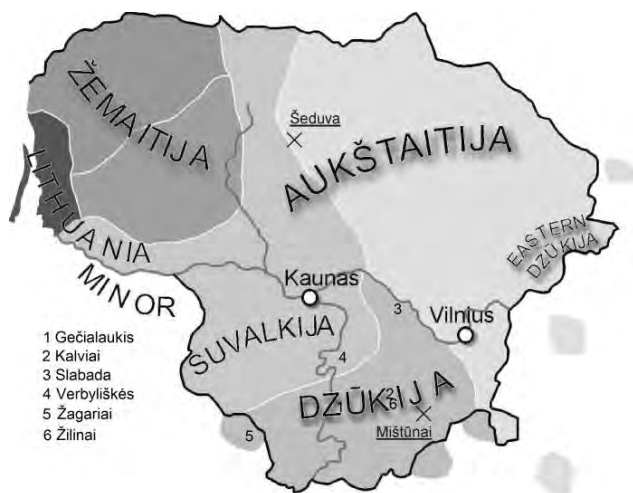 ŽEMAITIJA
Šeduva
AUKŠTAITIJA
LITHUANIA
MINOR
EASTERN
DZŪKIJA
Kaunas
3
Vilnius
SUVALKIJA
4
1 Gečialaukis
2 Kalviai
3 Slabada
4 Verbyliškės
5 Žagariai
6 Žilinai
DZŪKIJA
2
6
Mištūnai
5